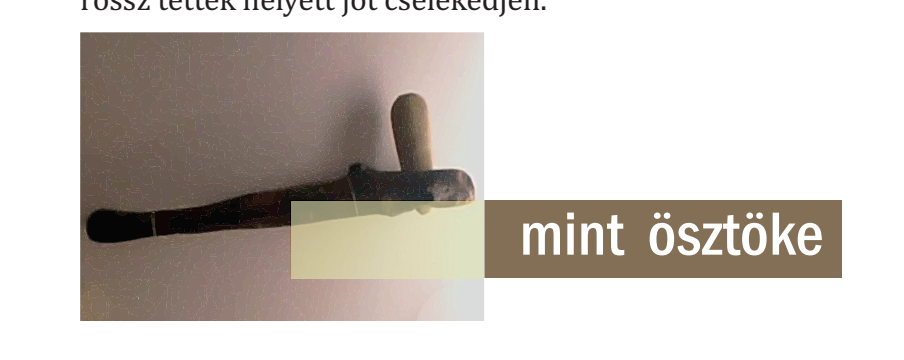 rossz tettek helyett jót cselekedjen.
mint ösztöke